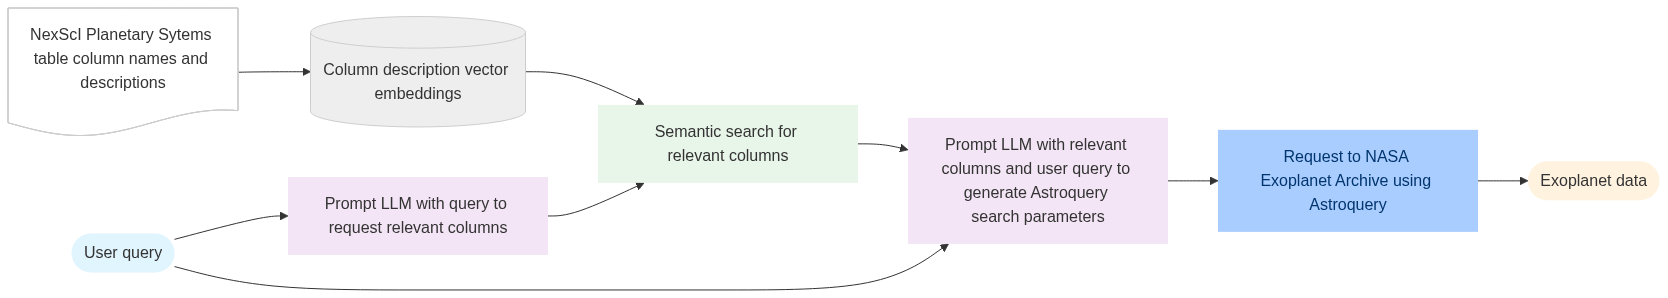 NexScI Planetary Sytems
table column names and
descriptions
Column description vector
embeddings
Semantic search for
relevant columns
Prompt LLM with query to
request relevant columns
User query
Prompt LLM with relevant
columns and user query to
generate Astroquery
search parameters
Request to NASA
Exoplanet Archive using
Astroquery
Exoplanet data